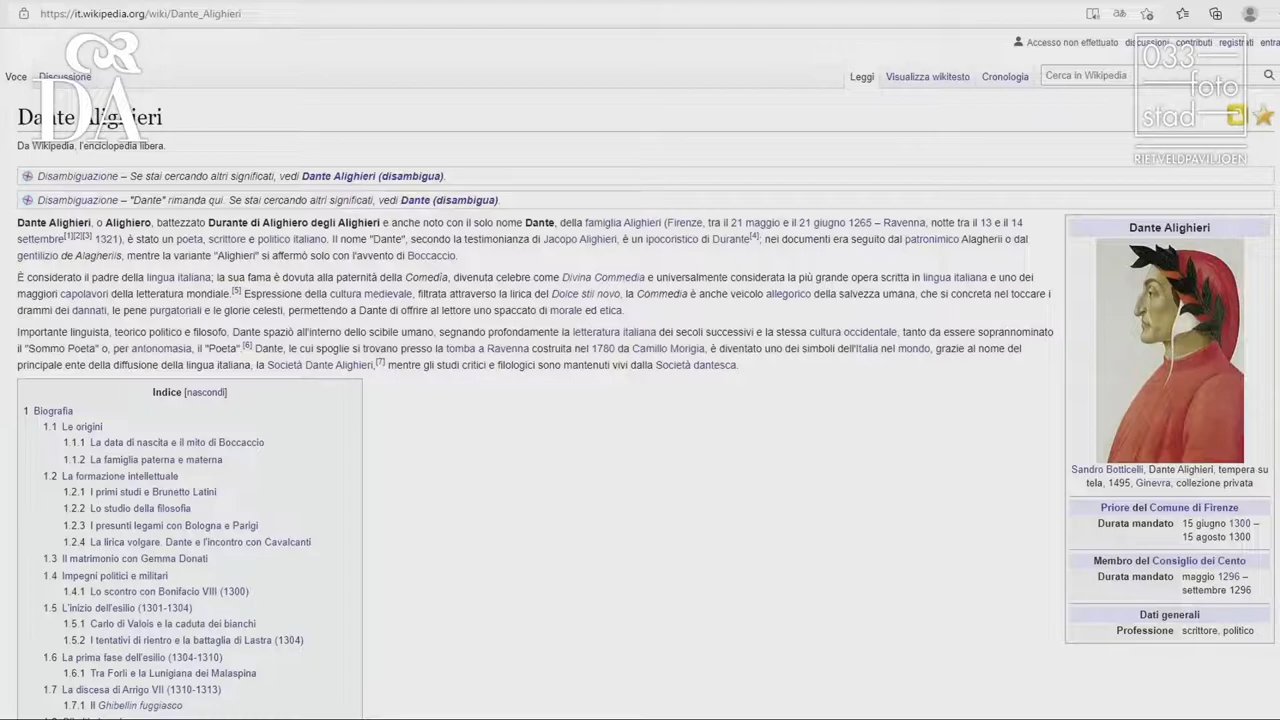 https://it.wikipedia.org/wiki/Dante_Alighieri
Accesso non effettuato discussioni contributi registrati entra
Voce Discussione
Leggi Visualizza wikitesto Cronologia Cerca in Wikipedia
DA
033
foto
stad
RIETVELDPAVILJOEN
Dante Alighieri
Da Wikipedia, l'enciclopedia libera.
Disambiguazione – Se stai cercando altri significati, vedi Dante Alighieri (disambigua).
Disambiguazione – "Dante" rimanda qui. Se stai cercando altri significati, vedi Dante (disambigua).
Dante Alighieri, o Alighiero, battezzato Durante di Alighiero degli Alighieri e anche noto con il solo nome Dante, della famiglia Alighieri (Firenze, tra il 21 maggio e il 21 giugno 1265 – Ravenna, notte tra il 13 e il 14
settembre[1][2][3] 1321), è stato un poeta, scrittore e politico italiano. Il nome "Dante", secondo la testimonianza di Jacopo Alighieri, è un ipocoristico di Durante[4]; nei documenti era seguito dal patronimico Alagherii o dal
gentilizio de Alagheriis, mentre la variante "Alighieri" si affermò solo con l'avvento di Boccaccio.
È considerato il padre della lingua italiana; la sua fama è dovuta alla paternità della Comedìa, divenuta celebre come Divina Commedia e universalmente considerata la più grande opera scritta in lingua italiana e uno dei
maggiori capolavori della letteratura mondiale.[5] Espressione della cultura medievale, filtrata attraverso la lirica del Dolce stil novo, la Commedia è anche veicolo allegorico della salvezza umana, che si concreta nel toccare i
drammi dei dannati, le pene purgatoriali e le glorie celesti, permettendo a Dante di offrire al lettore uno spaccato di morale ed etica.
Importante linguista, teorico politico e filosofo, Dante spaziò all'interno dello scibile umano, segnando profondamente la letteratura italiana dei secoli successivi e la stessa cultura occidentale, tanto da essere soprannominato
il "Sommo Poeta" o, per antonomasia, il "Poeta".[6] Dante, le cui spoglie si trovano presso la tomba a Ravenna costruita nel 1780 da Camillo Morigia, è diventato uno dei simboli dell'Italia nel mondo, grazie al nome del
principale ente della diffusione della lingua italiana, la Società Dante Alighieri,[7] mentre gli studi critici e filologici sono mantenuti vivi dalla Società dantesca.
Indice [nascondi]
1 Biografia
1.1 Le origini
1.1.1 La data di nascita e il mito di Boccaccio
1.1.2 La famiglia paterna e materna
1.2 La formazione intellettuale
1.2.1 I primi studi e Brunetto Latini
1.2.2 Lo studio della filosofia
1.2.3 I presunti legami con Bologna e Parigi
1.2.4 La lirica volgare. Dante e l'incontro con Cavalcanti
1.3 Il matrimonio con Gemma Donati
1.4 Impegni politici e militari
1.4.1 Lo scontro con Bonifacio VIII (1300)
1.5 L'inizio dell'esilio (1301-1304)
1.5.1 Carlo di Valois e la caduta dei bianchi
1.5.2 I tentativi di rientro e la battaglia di Lastra (1304)
1.6 La prima fase dell'esilio (1304-1310)
1.6.1 Tra Forlì e la Lunigiana dei Malaspina
1.7 La discesa di Arrigo VII (1310-1313)
1.7.1 Il Ghibellin fuggiasco
Dante Alighieri
Sandro Botticelli, Dante Alighieri, tempera su
tela, 1495, Ginevra, collezione privata
Priore del Comune di Firenze
Durata mandato 15 giugno 1300 –
15 agosto 1300
Membro del Consiglio dei Cento
Durata mandato maggio 1296 –
settembre 1296
Dati generali
Professione scrittore, politico